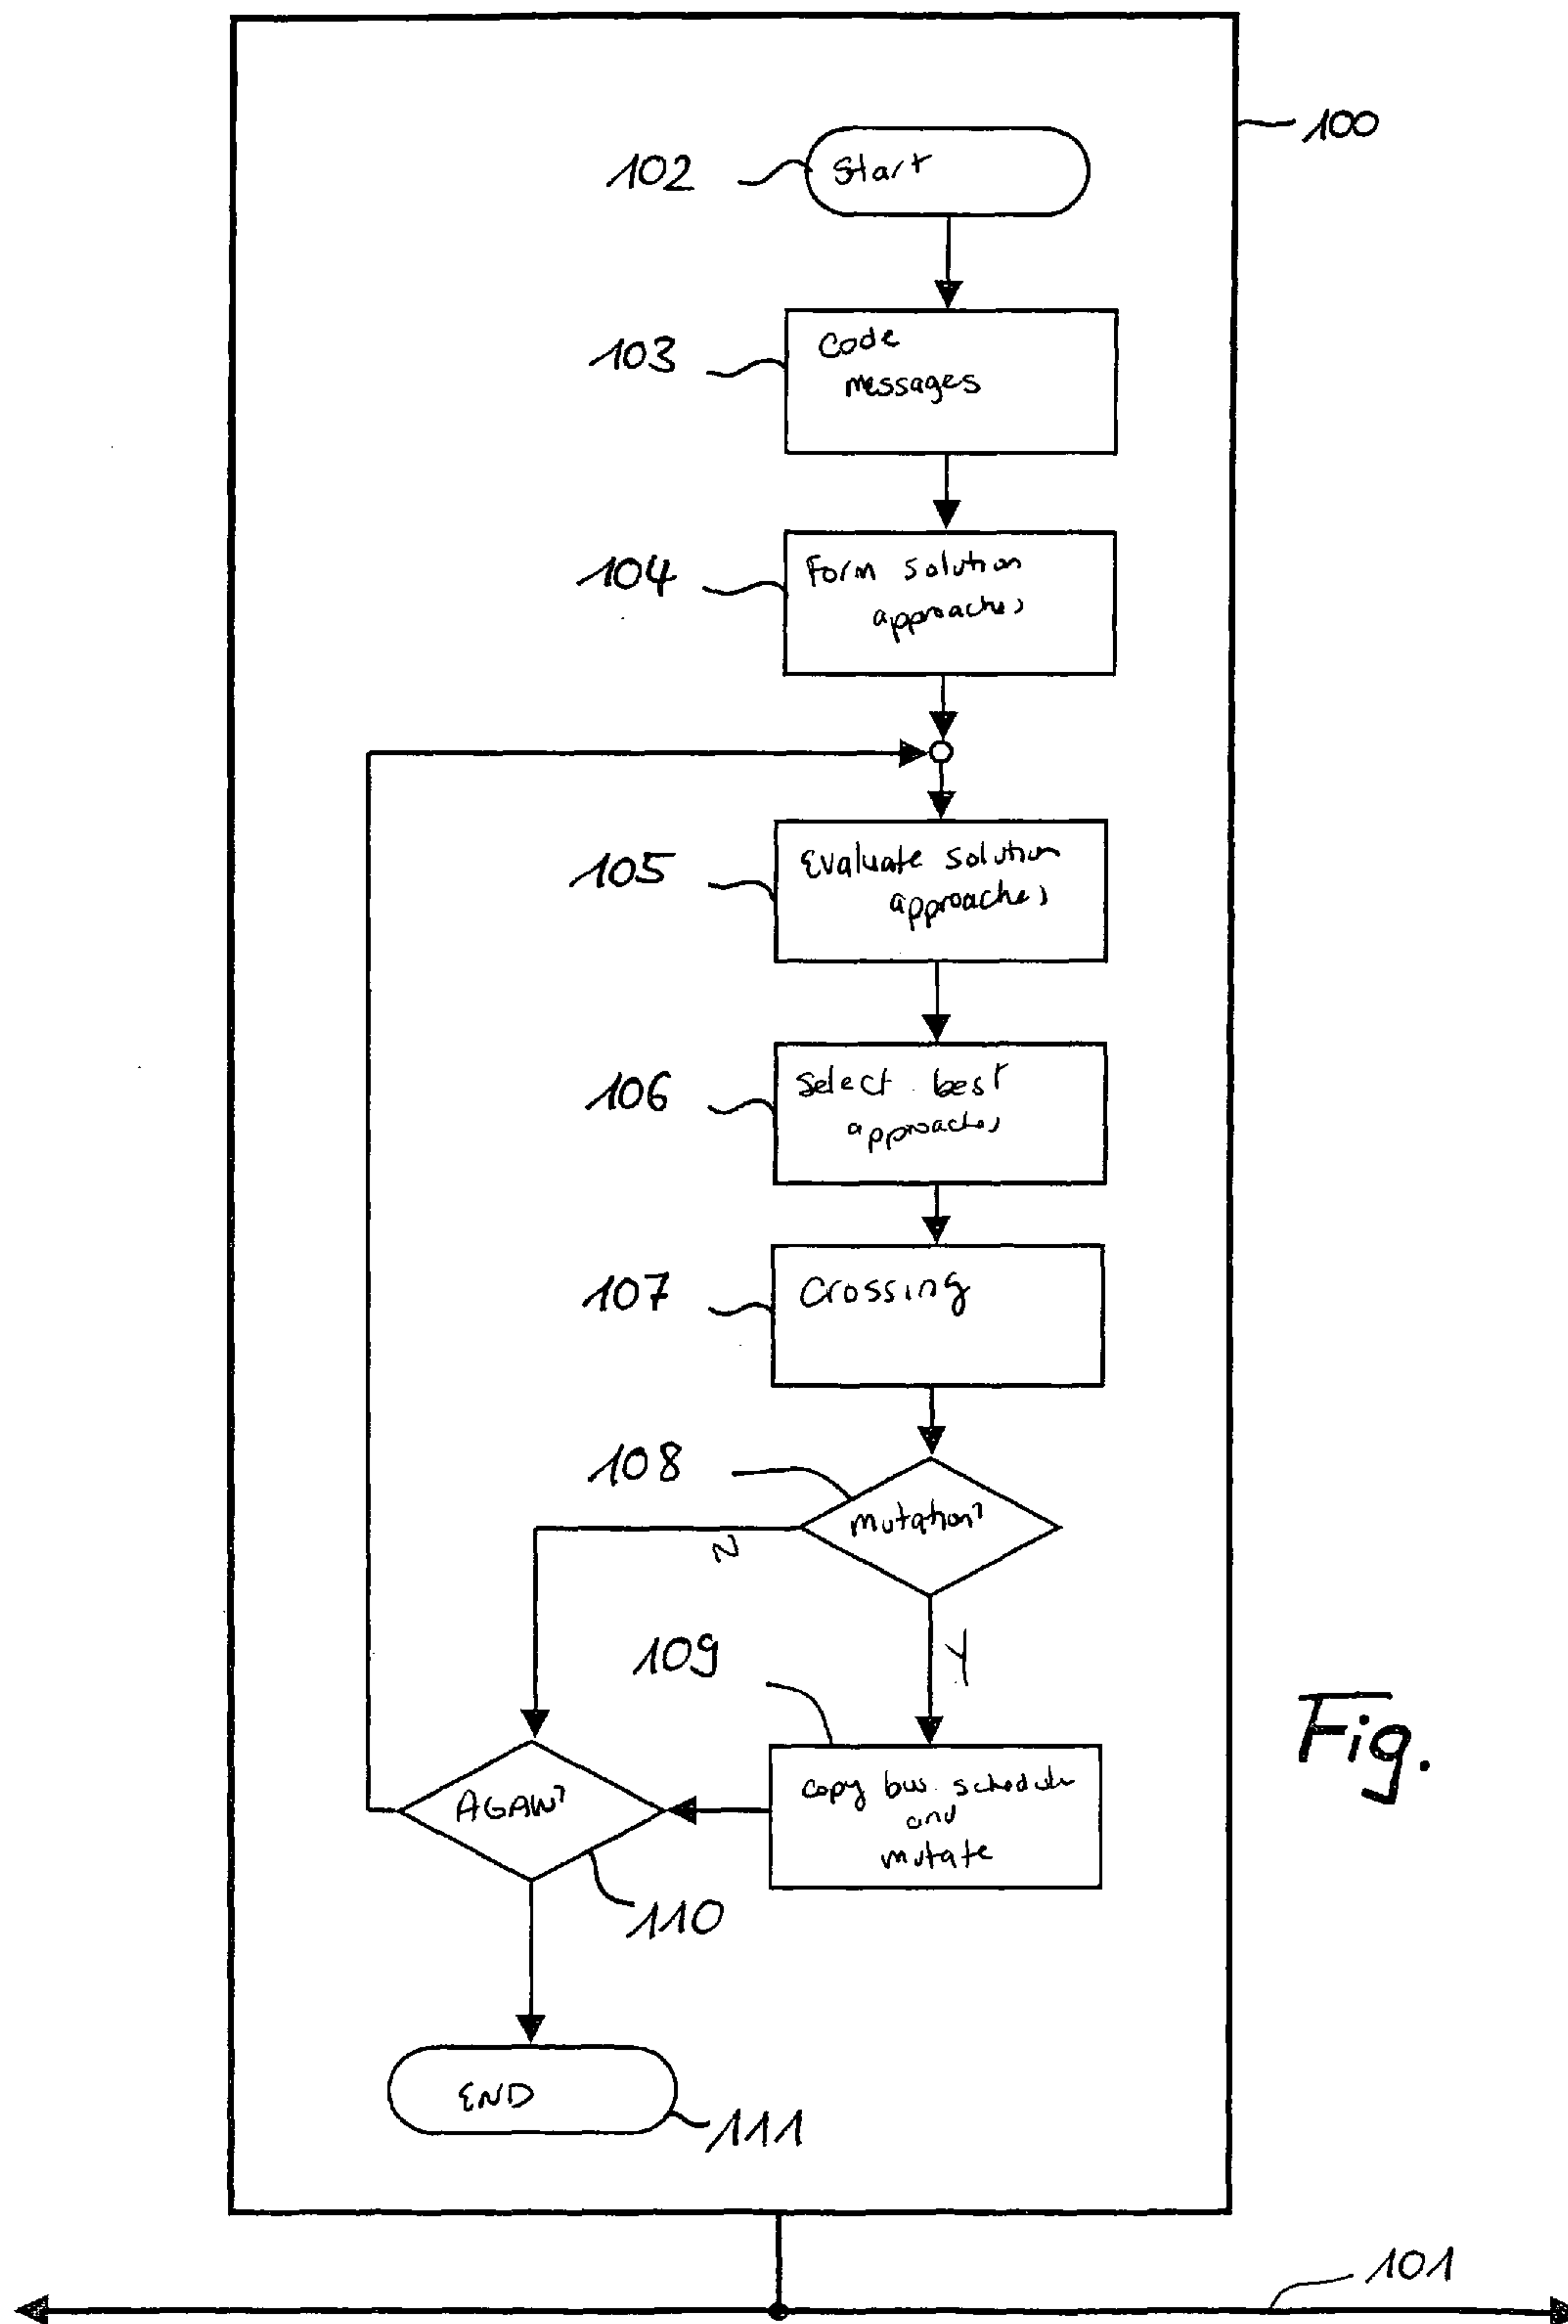 100
102
Start
103
Code
messages
104
Form solution
approaches
105
Evaluate solution
approaches
106
Select best
approaches
107
Crossing
108
Mutation?
N
Y
109
Copy bus schedule
and
mutate
AGAIN?
110
END
111
Fig.
101